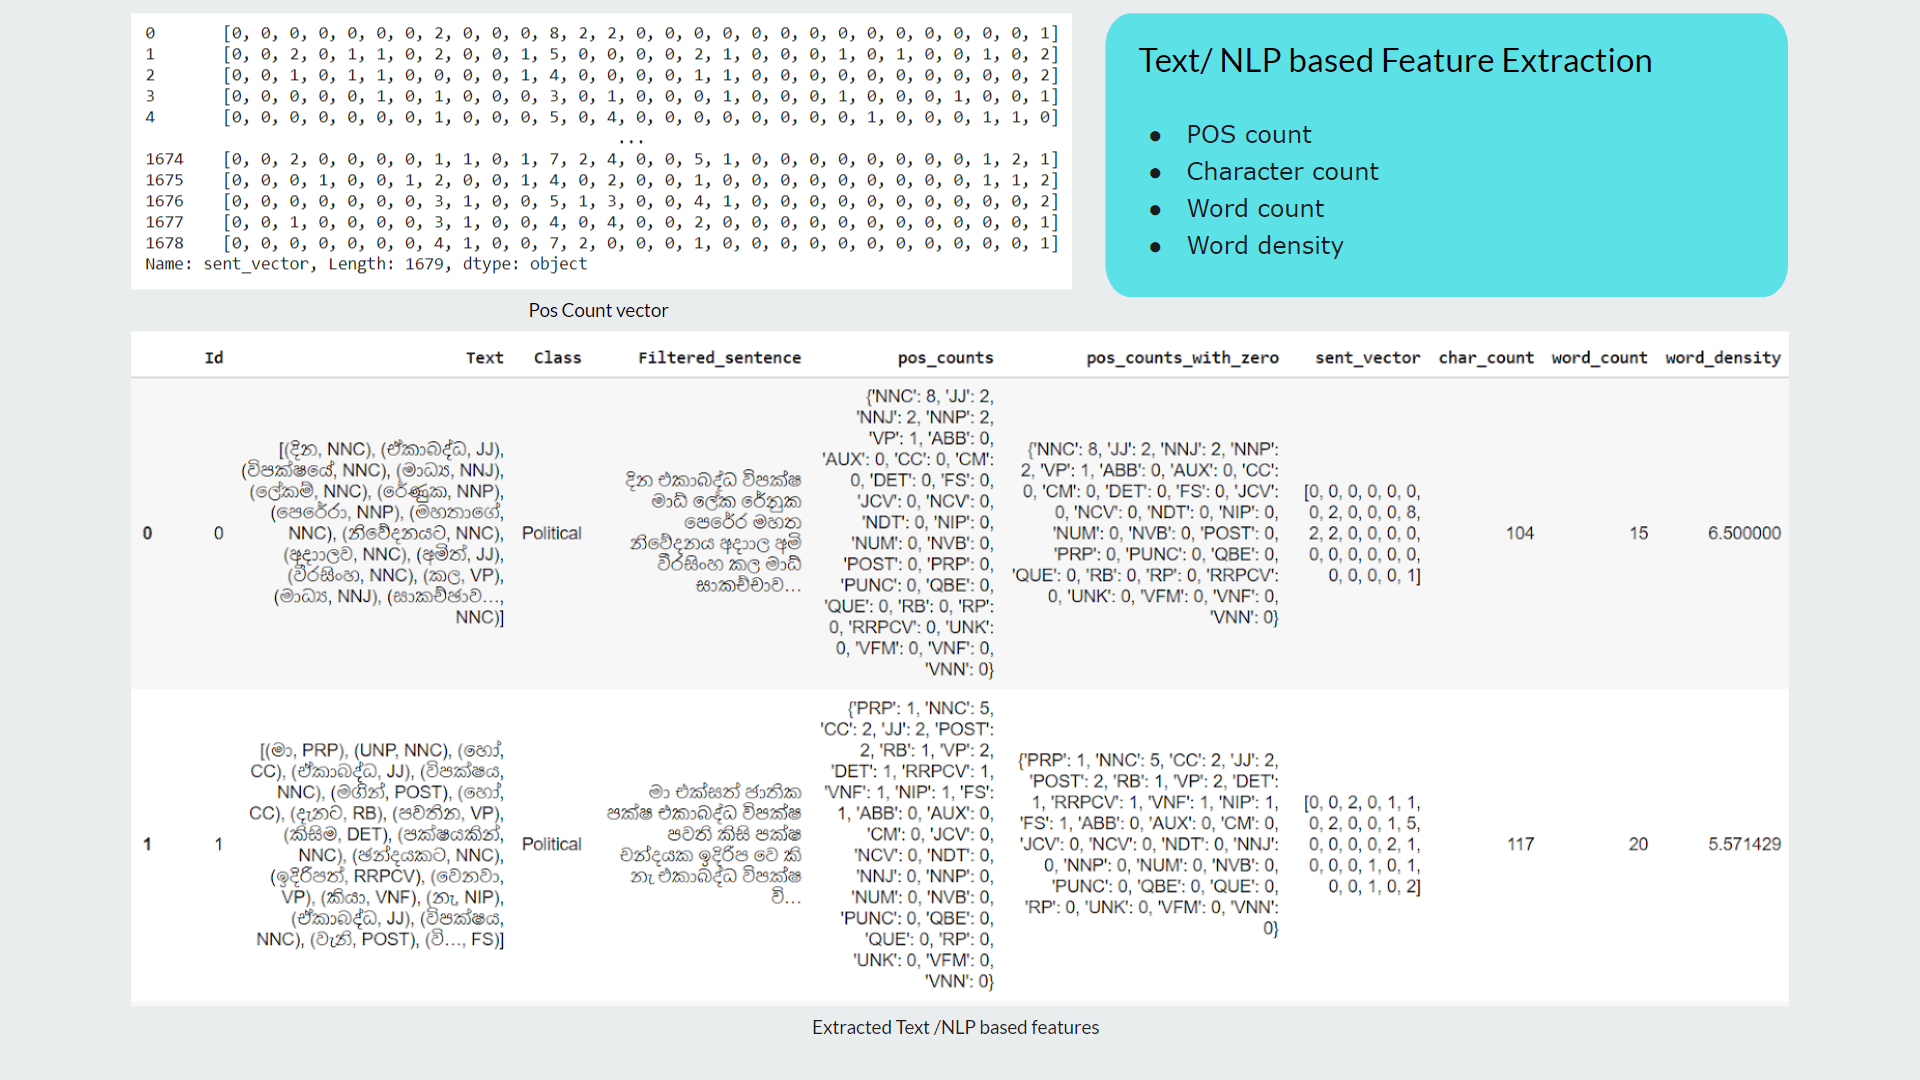 0 [0, 0, 0, 0, 0, 0, 0, 2, 0, 0, 0, 8, 2, 2, 0, 0, 0, 0, 0, 0, 0, 0, 0, 0, 0, 0, 0, 0, 1]
1 [0, 0, 2, 0, 1, 1, 0, 2, 0, 0, 1, 5, 0, 0, 0, 0, 2, 1, 0, 0, 0, 1, 0, 1, 0, 0, 1, 0, 2]
2 [0, 0, 1, 0, 1, 1, 0, 0, 0, 0, 1, 4, 0, 0, 0, 0, 1, 1, 0, 0, 0, 0, 0, 0, 0, 0, 0, 0, 2]
3 [0, 0, 0, 0, 0, 1, 0, 1, 0, 0, 0, 3, 0, 1, 0, 0, 0, 1, 0, 0, 0, 1, 0, 0, 0, 1, 0, 0, 1]
4 [0, 0, 0, 0, 0, 0, 0, 1, 0, 0, 0, 5, 0, 4, 0, 0, 0, 0, 0, 0, 0, 0, 1, 0, 0, 0, 1, 1, 0]
...
1674 [0, 0, 2, 0, 0, 0, 0, 1, 1, 0, 1, 7, 2, 4, 0, 0, 5, 1, 0, 0, 0, 0, 0, 0, 0, 0, 1, 2, 1]
1675 [0, 0, 0, 1, 0, 0, 1, 2, 0, 0, 1, 4, 0, 2, 0, 0, 1, 0, 0, 0, 0, 0, 0, 0, 0, 0, 1, 1, 2]
1676 [0, 0, 0, 0, 0, 0, 0, 3, 1, 0, 0, 5, 1, 3, 0, 0, 4, 1, 0, 0, 0, 0, 0, 0, 0, 0, 0, 0, 2]
1677 [0, 0, 1, 0, 0, 0, 0, 3, 1, 0, 0, 4, 0, 4, 0, 0, 2, 0, 0, 0, 0, 0, 0, 0, 0, 0, 0, 0, 1]
1678 [0, 0, 0, 0, 0, 0, 0, 4, 1, 0, 0, 7, 2, 0, 0, 0, 1, 0, 0, 0, 0, 0, 0, 0, 0, 0, 0, 0, 1]
Name: sent_vector, Length: 1679, dtype: object
Pos Count vector
Text/ NLP based Feature Extraction
● POS count
● Character count
● Word count
● Word density
Id Text Class Filtered_sentence pos_counts pos_counts_with_zero sent_vector char_count word_count word_density
0 0
[(දින, NNC), (ඒකාබද්ධ, JJ),
(විපක්ෂයේ, NNC), (මාධ්‍ය, NNJ),
(ලේකම්, NNC), (රේණුක, NNP),
(පෙරේරා, NNP), (මහතාගේ,
NNC), (නිවේදනයට, NNC),
(අදාාලව, NNC), (අමිත්, JJ),
(වීරසිංහ, NNC), (කල, VP),
(මාධ්‍ය, NNJ), (සාකච්ඡාව…,
NNC)]
Political
දින එකාබද්ධ විපක්ෂ
මාධ් ලේක රේනුක
පෙරේර මහත
නිවේදනය අදාාල අමි
වීරසිංහ කල මාධ්
සාකච්චාව…
{'NNC': 8, 'JJ': 2,
'NNJ': 2, 'NNP': 2,
'VP': 1, 'ABB': 0,
'AUX': 0, 'CC': 0, 'CM':
0, 'DET': 0, 'FS': 0,
'JCV': 0, 'NCV': 0,
'NDT': 0, 'NIP': 0,
'NUM': 0, 'NVB': 0,
'POST': 0, 'PRP': 0,
'PUNC': 0, 'QBE': 0,
'QUE': 0, 'RB': 0, 'RP':
0, 'RRPCV': 0, 'UNK':
0, 'VFM': 0, 'VNF': 0,
'VNN': 0}
{'NNC': 8, 'JJ': 2, 'NNJ': 2, 'NNP':
2, 'VP': 1, 'ABB': 0, 'AUX': 0, 'CC':
0, 'CM': 0, 'DET': 0, 'FS': 0, 'JCV':
0, 'NCV': 0, 'NDT': 0, 'NIP': 0,
'NUM': 0, 'NVB': 0, 'POST': 0,
'PRP': 0, 'PUNC': 0, 'QBE': 0,
'QUE': 0, 'RB': 0, 'RP': 0, 'RRPCV':
0, 'UNK': 0, 'VFM': 0, 'VNF': 0,
'VNN': 0}
[0, 0, 0, 0, 0, 0,
0, 2, 0, 0, 0, 8,
2, 2, 0, 0, 0, 0,
0, 0, 0, 0, 0, 0,
0, 0, 0, 0, 1]
104 15 6.500000
1 1
[(මා, PRP), (UNP, NNC), (හෝ,
CC), (ඒකාබද්ධ, JJ), (විපක්ෂය,
NNC), (මගින්, POST), (හෝ,
CC), (දැනට, RB), (පවතින, VP),
(කිසිම, DET), (පක්ෂයකින්,
NNC), (ඡන්දයකට, NNC),
(ඉදිරිපත්, RRPCV), (වෙනවා,
VP), (කියා, VNF), (නෑ, NIP),
(ඒකාබද්ධ, JJ), (විපක්ෂය,
NNC), (වැනි, POST), (වි…, FS)]
Political
මා එක්සත් ජාතික
පක්ෂ එකාබද්ධ විපක්ෂ
පවති කිසි පක්ෂ
චන්දයක ඉදිරිප වෙ කි
නැ එකාබද්ධ විපක්ෂ
වි…
{'PRP': 1, 'NNC': 5,
'CC': 2, 'JJ': 2, 'POST':
2, 'RB': 1, 'VP': 2,
'DET': 1, 'RRPCV': 1,
'VNF': 1, 'NIP': 1, 'FS':
1, 'ABB': 0, 'AUX': 0,
'CM': 0, 'JCV': 0,
'NCV': 0, 'NDT': 0,
'NNJ': 0, 'NNP': 0,
'NUM': 0, 'NVB': 0,
'PUNC': 0, 'QBE': 0,
'QUE': 0, 'RP': 0,
'UNK': 0, 'VFM': 0,
'VNN': 0}
{'PRP': 1, 'NNC': 5, 'CC': 2, 'JJ': 2,
'POST': 2, 'RB': 1, 'VP': 2, 'DET':
1, 'RRPCV': 1, 'VNF': 1, 'NIP': 1,
'FS': 1, 'ABB': 0, 'AUX': 0, 'CM': 0,
'JCV': 0, 'NCV': 0, 'NDT': 0, 'NNJ':
0, 'NNP': 0, 'NUM': 0, 'NVB': 0,
'PUNC': 0, 'QBE': 0, 'QUE': 0,
'RP': 0, 'UNK': 0, 'VFM': 0, 'VNN':
0}
[0, 0, 2, 0, 1, 1,
0, 2, 0, 0, 1, 5,
0, 0, 0, 0, 2, 1,
0, 0, 0, 1, 0, 1,
0, 0, 1, 0, 2]
117 20 5.571429
Extracted Text /NLP based features